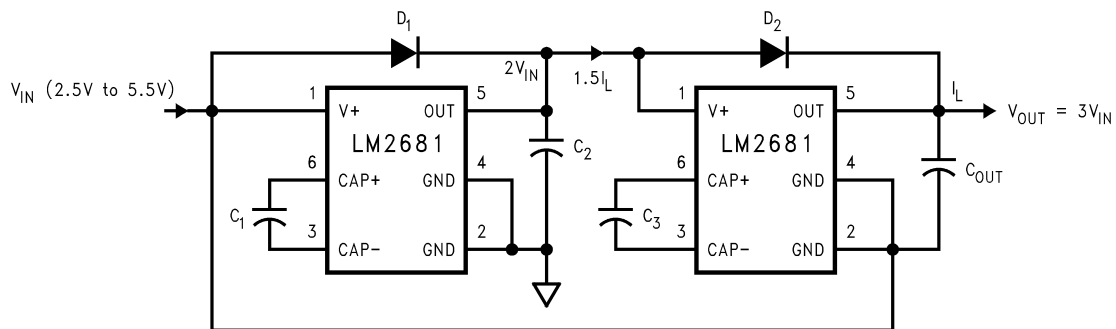 D1
D2
VIN (2.5V to 5.5V)
2VIN
1.5IL
IL
VOUT = 3VIN
1 V+ OUT 5
LM2681
6 CAP+ GND 4
3 CAP- GND 2
C1
C2
1 V+ OUT 5
LM2681
6 CAP+ GND 4
3 CAP- GND 2
C3
COUT